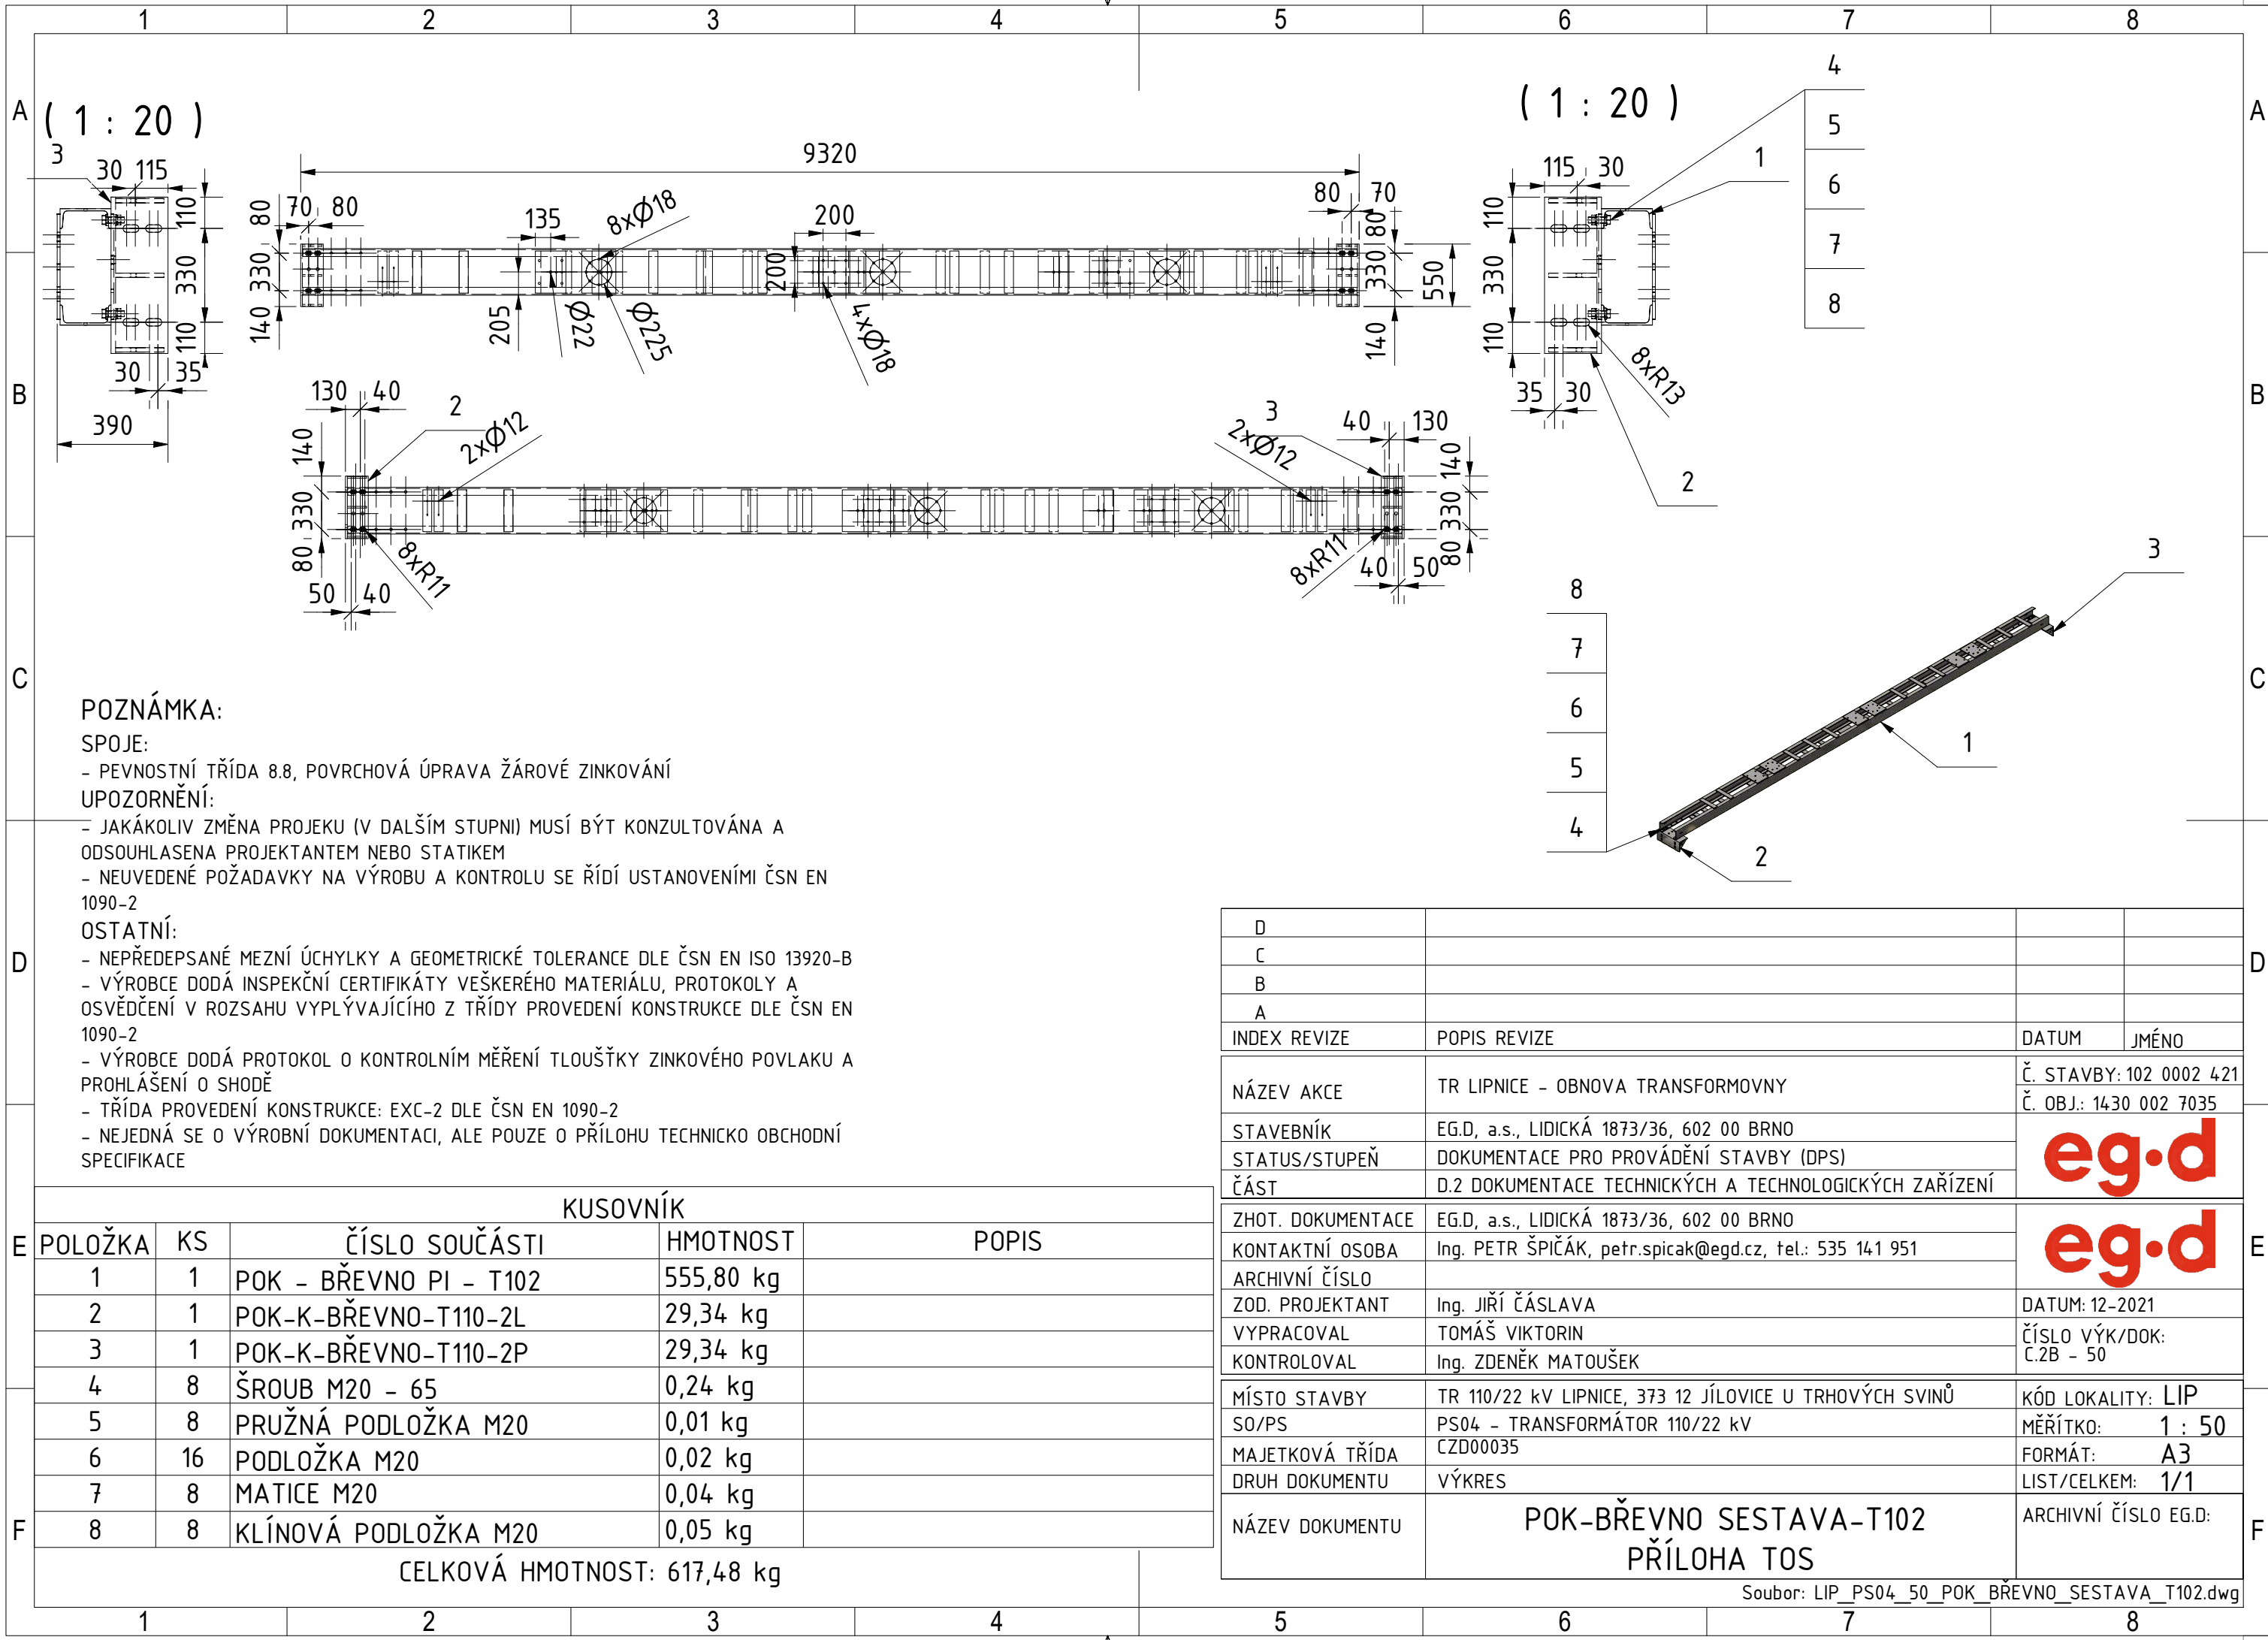 1 2 3 4 5 6 7 8
A
( 1 : 20 )
3
30 115
110
330
110
30 35
390
9320
70 80
80
330
140
135
8xØ18
200
200
205
Ø22
Ø225
4xØ18
80 70
80
330
140
550
( 1 : 20 )
115 30
110
330
110
35 30
8xR13
1
2
4
5
6
7
8
A
B
130 40
140
330
80
2
2xØ12
8xR11
50 40
3
2xØ12
40 130
140
330
80
8xR11
40 50
B
C
8
7
6
5
4
3
1
2
C
POZNÁMKA:
SPOJE:
- PEVNOSTNÍ TŘÍDA 8.8, POVRCHOVÁ ÚPRAVA ŽÁROVÉ ZINKOVÁNÍ
UPOZORNĚNÍ:
- JAKÁKOLIV ZMĚNA PROJEKU (V DALŠÍM STUPNI) MUSÍ BÝT KONZULTOVÁNA A
ODSOUHLASENA PROJEKTANTEM NEBO STATIKEM
- NEUVEDENÉ POŽADAVKY NA VÝROBU A KONTROLU SE ŘÍDÍ USTANOVENÍMI ČSN EN
1090-2
OSTATNÍ:
- NEPŘEDEPSANÉ MEZNÍ ÚCHYLKY A GEOMETRICKÉ TOLERANCE DLE ČSN EN ISO 13920-B
- VÝROBCE DODÁ INSPEKČNÍ CERTIFIKÁTY VEŠKERÉHO MATERIÁLU, PROTOKOLY A
OSVĚDČENÍ V ROZSAHU VYPLÝVAJÍCÍHO Z TŘÍDY PROVEDENÍ KONSTRUKCE DLE ČSN EN
1090-2
- VÝROBCE DODÁ PROTOKOL O KONTROLNÍM MĚŘENÍ TLOUŠŤKY ZINKOVÉHO POVLAKU A
PROHLÁŠENÍ O SHODĚ
- TŘÍDA PROVEDENÍ KONSTRUKCE: EXC-2 DLE ČSN EN 1090-2
- NEJEDNÁ SE O VÝROBNÍ DOKUMENTACI, ALE POUZE O PŘÍLOHU TECHNICKO OBCHODNÍ
SPECIFIKACE
D
D
E
E
F
F
KUSOVNÍK
POLOŽKA KS ČÍSLO SOUČÁSTI HMOTNOST POPIS
1 1 POK - BŘEVNO PI - T102 555,80 kg
2 1 POK-K-BŘEVNO-T110-2L 29,34 kg
3 1 POK-K-BŘEVNO-T110-2P 29,34 kg
4 8 ŠROUB M20 - 65 0,24 kg
5 8 PRUŽNÁ PODLOŽKA M20 0,01 kg
6 16 PODLOŽKA M20 0,02 kg
7 8 MATICE M20 0,04 kg
8 8 KLÍNOVÁ PODLOŽKA M20 0,05 kg
CELKOVÁ HMOTNOST: 617,48 kg
D
C
B
A
INDEX REVIZE POPIS REVIZE DATUM JMÉNO
NÁZEV AKCE TR LIPNICE - OBNOVA TRANSFORMOVNY
Č. STAVBY: 102 0002 421
Č. OBJ.: 1430 002 7035
STAVEBNÍK EG.D, a.s., LIDICKÁ 1873/36, 602 00 BRNO
STATUS/STUPEŇ DOKUMENTACE PRO PROVÁDĚNÍ STAVBY (DPS)
ČÁST D.2 DOKUMENTACE TECHNICKÝCH A TECHNOLOGICKÝCH ZAŘÍZENÍ
eg·d
ZHOT. DOKUMENTACE EG.D, a.s., LIDICKÁ 1873/36, 602 00 BRNO
KONTAKTNÍ OSOBA Ing. PETR ŠPIČÁK, petr.spicak@egd.cz, tel.: 535 141 951
ARCHIVNÍ ČÍSLO
eg·d
ZOD. PROJEKTANT Ing. JIŘÍ ČÁSLAVA DATUM: 12-2021
VYPRACOVAL TOMÁŠ VIKTORIN
KONTROLOVAL Ing. ZDENĚK MATOUŠEK
ČÍSLO VÝK/DOK:
C.2B - 50
MÍSTO STAVBY TR 110/22 kV LIPNICE, 373 12 JÍLOVICE U TRHOVÝCH SVINŮ KÓD LOKALITY: LIP
SO/PS PS04 - TRANSFORMÁTOR 110/22 kV MĚŘÍTKO: 1 : 50
MAJETKOVÁ TŘÍDA CZD00035 FORMÁT: A3
DRUH DOKUMENTU VÝKRES LIST/CELKEM: 1/1
NÁZEV DOKUMENTU POK-BŘEVNO SESTAVA-T102
PŘÍLOHA TOS
ARCHIVNÍ ČÍSLO EG.D:
Soubor: LIP_PS04_50_POK_BŘEVNO_SESTAVA_T102.dwg
1 2 3 4 5 6 7 8